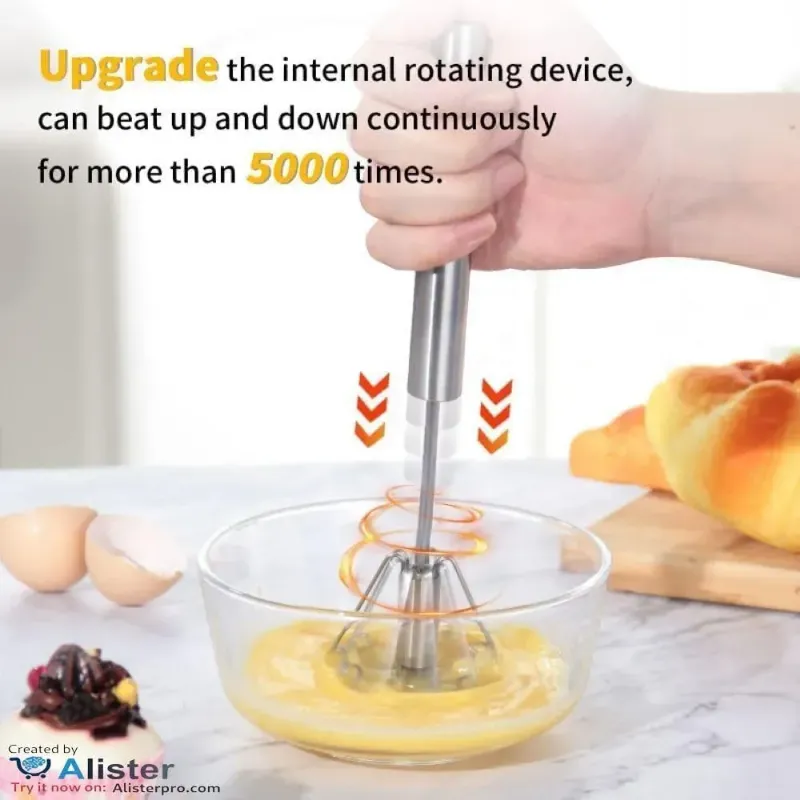 Upgrade the internal rotating device,
can beat up and down continuously
for more than 5000 times.
Created by
Alister
Try it now on: Alisterpro.com